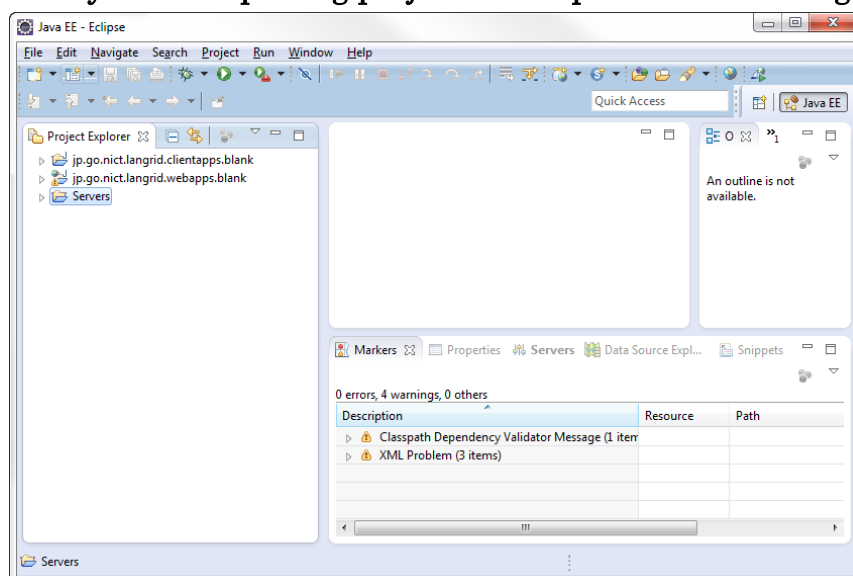 Java EE - Eclipse
File Edit Navigate Search Project Run Window Help
Quick Access
Java EE
Project Explorer
O
»1
jp.go.nict.langrid.clientapps.blank
jp.go.nict.langrid.webapps.blank
Servers
An outline is not
available.
Markers Properties Servers Data Source Expl... Snippets
0 errors, 4 warnings, 0 others
Description Resource Path
Classpath Dependency Validator Message (1 item
XML Problem (3 items)
Servers